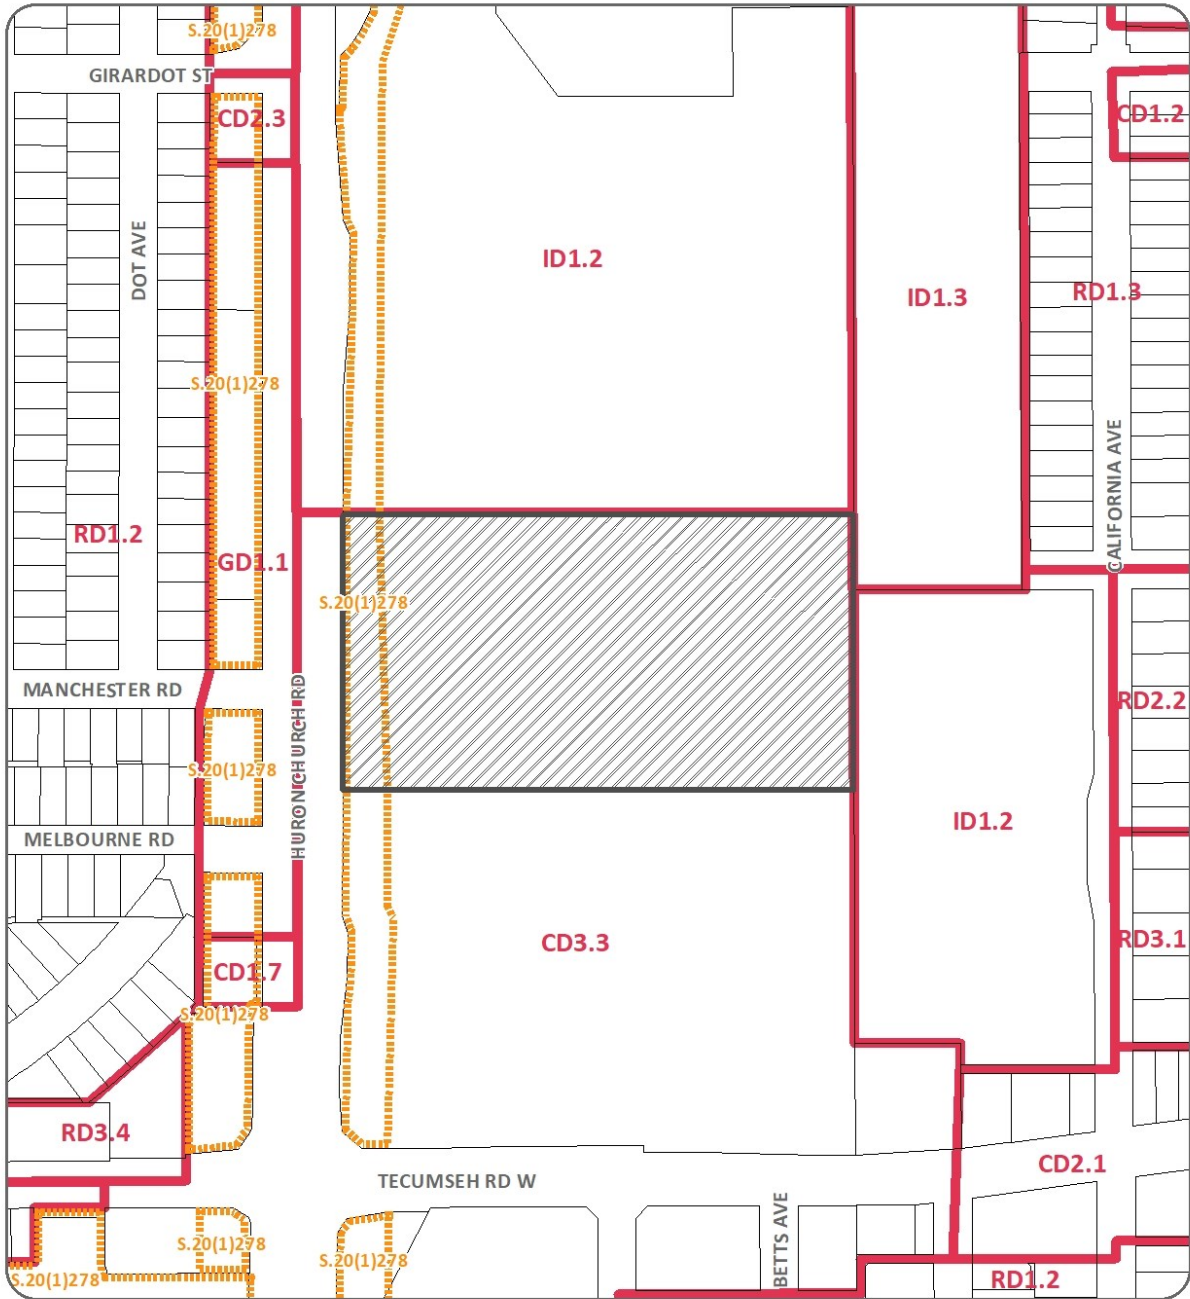 S.20(1)278
GIRARDOT ST
CD2.3
CD1.2
DOT AVE
ID1.2
ID1.3
RD1.3
S.20(1)278
CALIFORNIA AVE
RD1.2
GD1.1
S.20(1)278
MANCHESTER RD
RD2.2
HURON CHURCH RD
S.20(1)278
ID1.2
MELBOURNE RD
CD3.3
RD3.1
CD1.7
S.20(1)278
RD3.4
CD2.1
TECUMSEH RD W
BETTS AVE
S.20(1)278
S.20(1)278
S.20(1)278
RD1.2